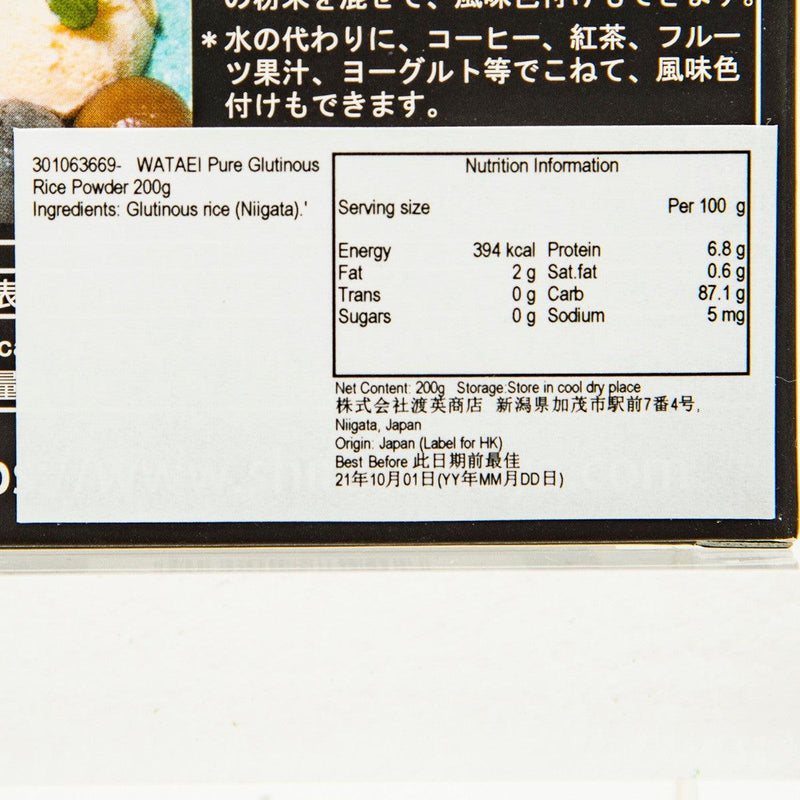 の粉末を混ぜて、風味色付けもできます。
*水の代わりに、コーヒー、紅茶、フルー
ツ果汁、ヨーグルト等でこねて、風味色
付けもできます。
301063669- WATAEI Pure Glutinous
Rice Powder 200g
Ingredients: Glutinous rice (Niigata).'
Nutrition Information
Serving size Per 100 g
Energy 394 kcal Protein 6.8 g
Fat 2 g Sat.fat 0.6 g
Trans 0 g Carb 87.1 g
Sugars 0 g Sodium 5 mg
Net Content: 200g Storage:Store in cool dry place
株式会社渡英商店 新潟県加茂市駅前7番4号,
Niigata, Japan
Origin: Japan (Label for HK)
Best Before 此日期前最佳
21年10月01日(YY年MM月DD日)
表
量